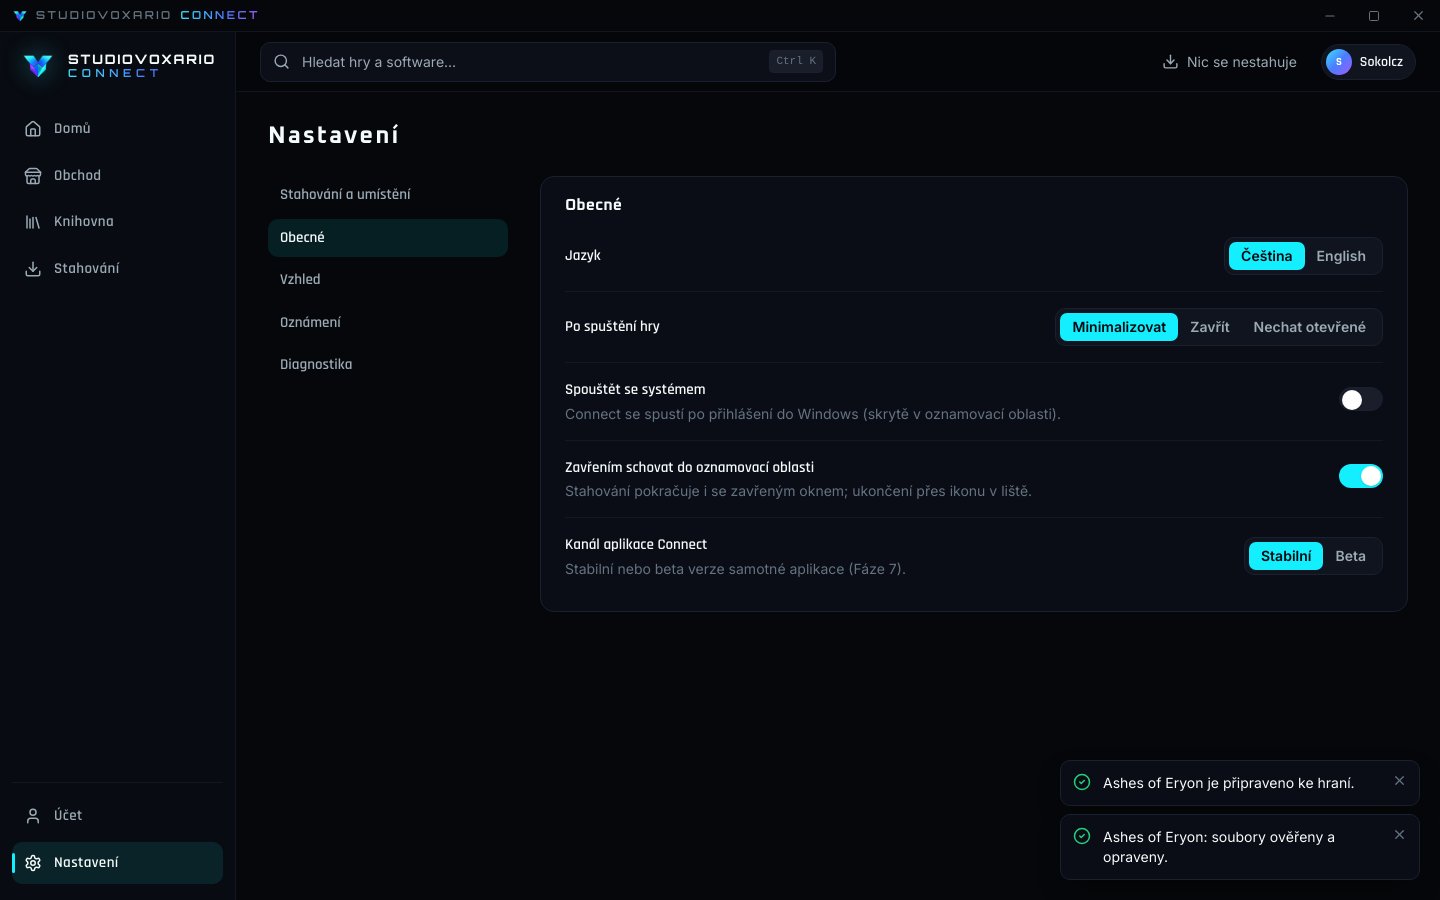 STUDIOVOXARIO CONNECT
STUDIOVOXARIO
CONNECT
Hledat hry a software...
Ctrl K
Nic se nestahuje
S
Sokolcz
Domů
Obchod
Knihovna
Stahování
Účet
Nastavení
Nastavení
Stahování a umístění
Obecné
Vzhled
Oznámení
Diagnostika
Obecné
Jazyk
Čeština
English
Po spuštění hry
Minimalizovat
Zavřít
Nechat otevřené
Spouštět se systémem
Connect se spustí po přihlášení do Windows (skrytě v oznamovací oblasti).
Zavřením schovat do oznamovací oblasti
Stahování pokračuje i se zavřeným oknem; ukončení přes ikonu v liště.
Kanál aplikace Connect
Stabilní nebo beta verze samotné aplikace (Fáze 7).
Stabilní
Beta
Ashes of Eryon je připraveno ke hraní.
Ashes of Eryon: soubory ověřeny a
opraveny.